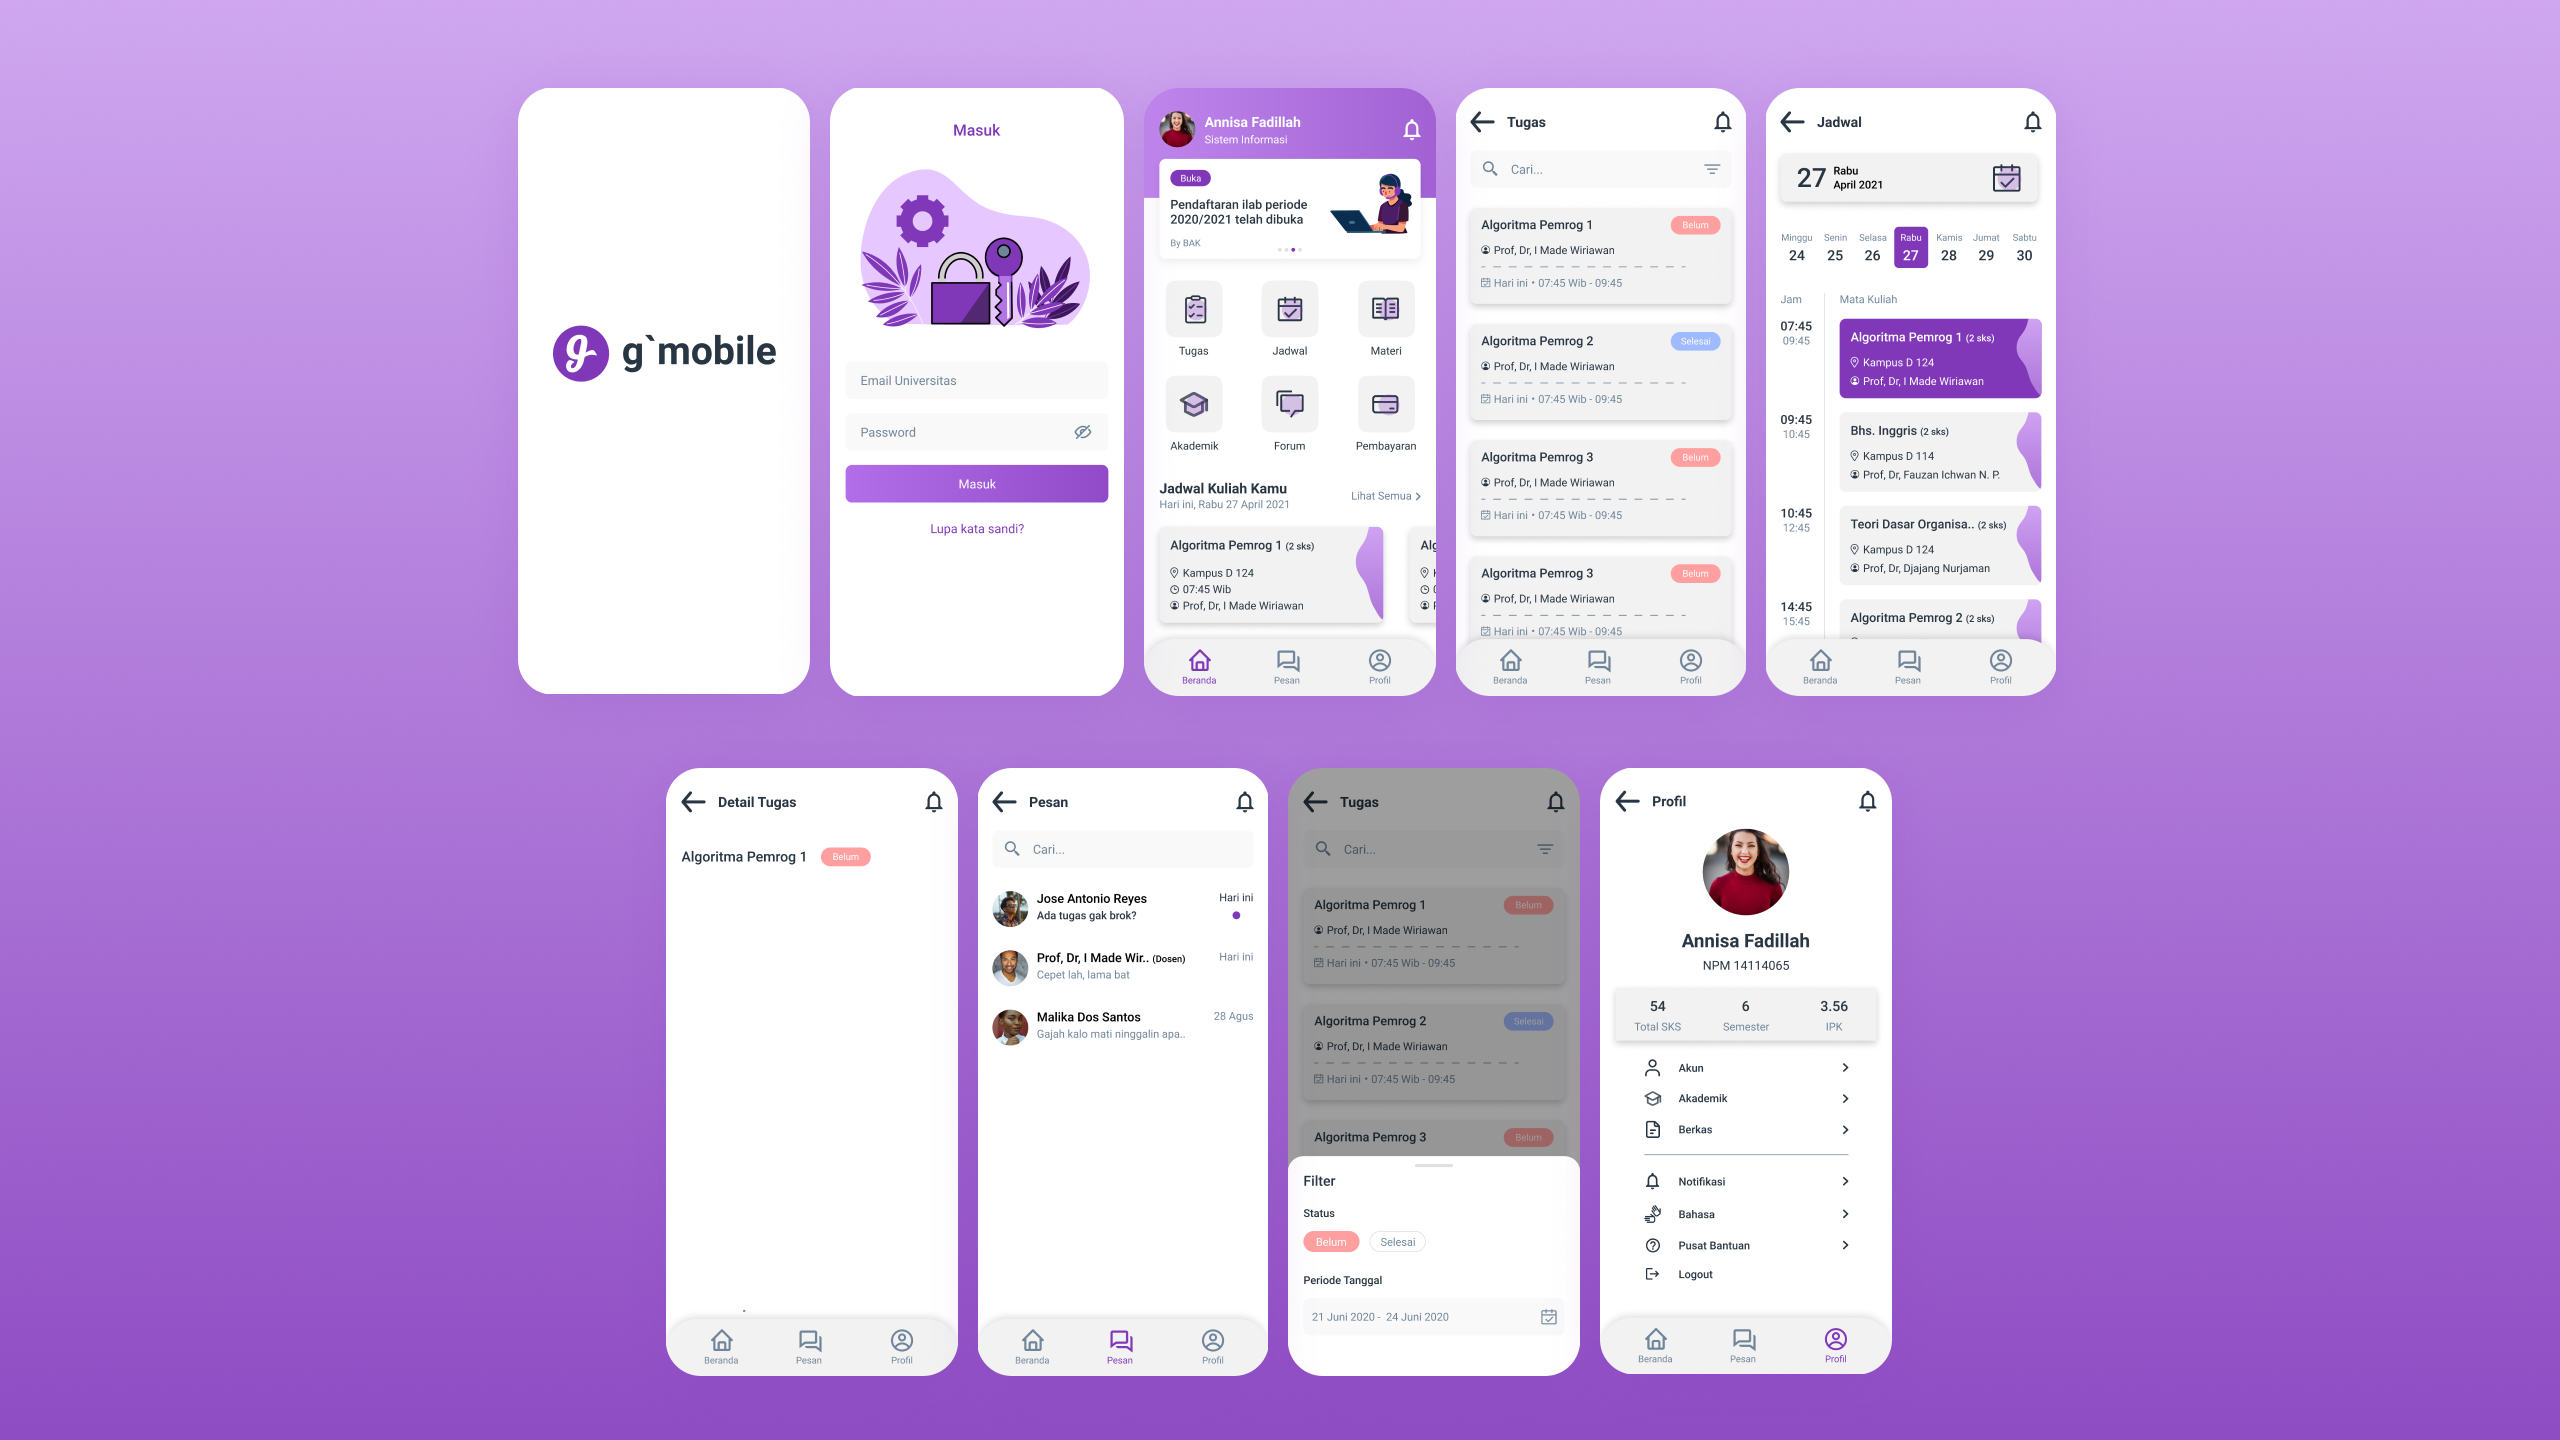 g`mobile
Masuk
Email Universitas
Password
Masuk
Lupa kata sandi?
Annisa Fadillah
Sistem Informasi
Buka
Pendaftaran ilab periode
2020/2021 telah dibuka
By BAK
Tugas
Jadwal
Materi
Akademik
Forum
Pembayaran
Jadwal Kuliah Kamu
Hari ini, Rabu 27 April 2021
Lihat Semua
Algoritma Pemrog 1 (2 sks)
Kampus D 124
07:45 Wib
Prof, Dr, I Made Wiriawan
Alg
Beranda
Pesan
Profil
Tugas
Cari...
Algoritma Pemrog 1
Belum
Prof, Dr, I Made Wiriawan
Hari ini • 07:45 Wib - 09:45
Algoritma Pemrog 2
Selesai
Prof, Dr, I Made Wiriawan
Hari ini • 07:45 Wib - 09:45
Algoritma Pemrog 3
Belum
Prof, Dr, I Made Wiriawan
Hari ini • 07:45 Wib - 09:45
Algoritma Pemrog 3
Belum
Prof, Dr, I Made Wiriawan
Hari ini • 07:45 Wib - 09:45
Beranda
Pesan
Profil
Jadwal
27
Rabu
April 2021
Minggu
24
Senin
25
Selasa
26
Rabu
27
Kamis
28
Jumat
29
Sabtu
30
Jam
Mata Kuliah
07:45
09:45
Algoritma Pemrog 1 (2 sks)
Kampus D 124
Prof, Dr, I Made Wiriawan
09:45
10:45
Bhs. Inggris (2 sks)
Kampus D 114
Prof, Dr, Fauzan Ichwan N. P.
10:45
12:45
Teori Dasar Organisa.. (2 sks)
Kampus D 124
Prof, Dr, Djajang Nurjaman
14:45
15:45
Algoritma Pemrog 2 (2 sks)
Beranda
Pesan
Profil
Detail Tugas
Algoritma Pemrog 1
Belum
Beranda
Pesan
Profil
Pesan
Cari...
Jose Antonio Reyes
Hari ini
Ada tugas gak brok?
Prof, Dr, I Made Wir.. (Dosen)
Hari ini
Cepet lah, lama bat
Malika Dos Santos
28 Agus
Gajah kalo mati ninggalin apa..
Beranda
Pesan
Profil
Tugas
Cari...
Algoritma Pemrog 1
Belum
Prof, Dr, I Made Wiriawan
Hari ini • 07:45 Wib - 09:45
Algoritma Pemrog 2
Selesai
Prof, Dr, I Made Wiriawan
Hari ini • 07:45 Wib - 09:45
Algoritma Pemrog 3
Belum
Filter
Status
Belum
Selesai
Periode Tanggal
21 Juni 2020 - 24 Juni 2020
Profil
Annisa Fadillah
NPM 14114065
54
Total SKS
6
Semester
3.56
IPK
Akun
Akademik
Berkas
Notifikasi
Bahasa
Pusat Bantuan
Logout
Beranda
Pesan
Profil